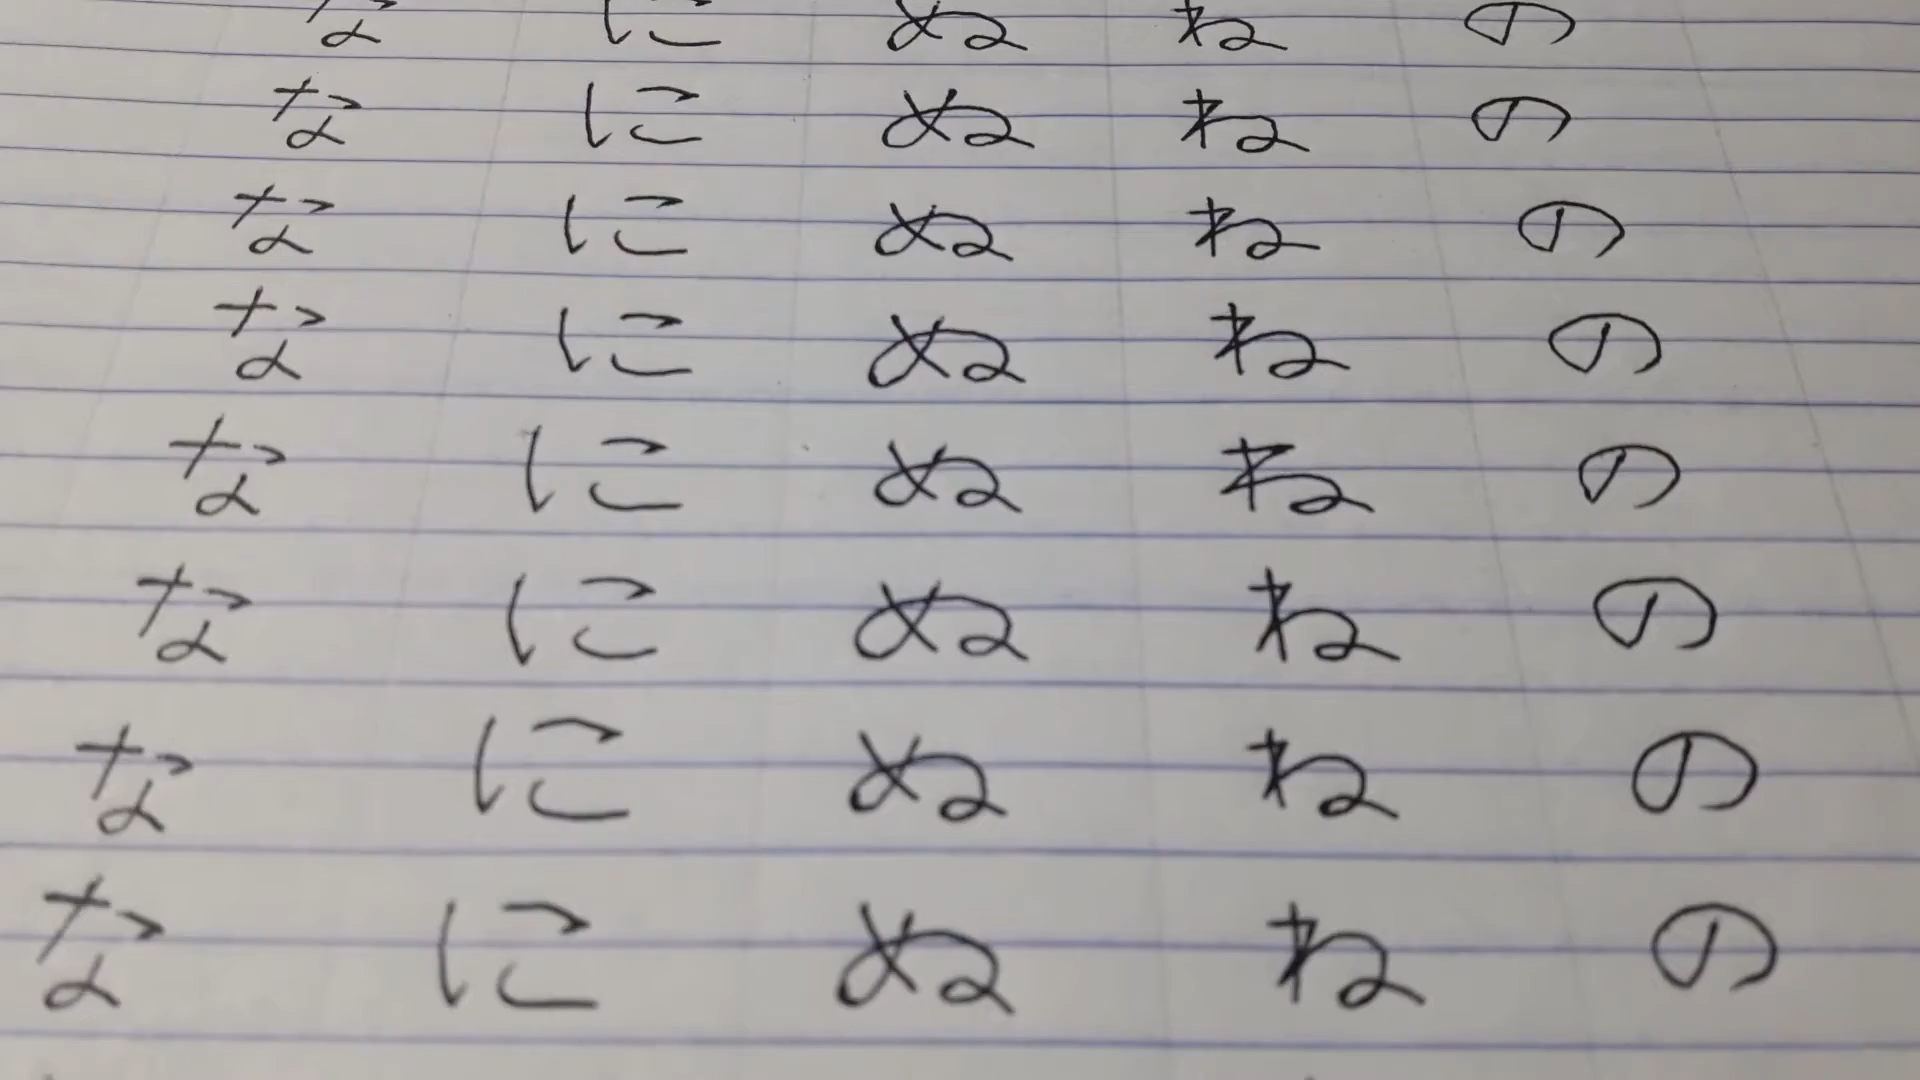 な に ぬ ね の
な に ぬ ね の
な に ぬ ね の
な に ぬ ね の
な に ぬ ね の
な に ぬ ね の
な に ぬ ね の
な に ぬ ね の